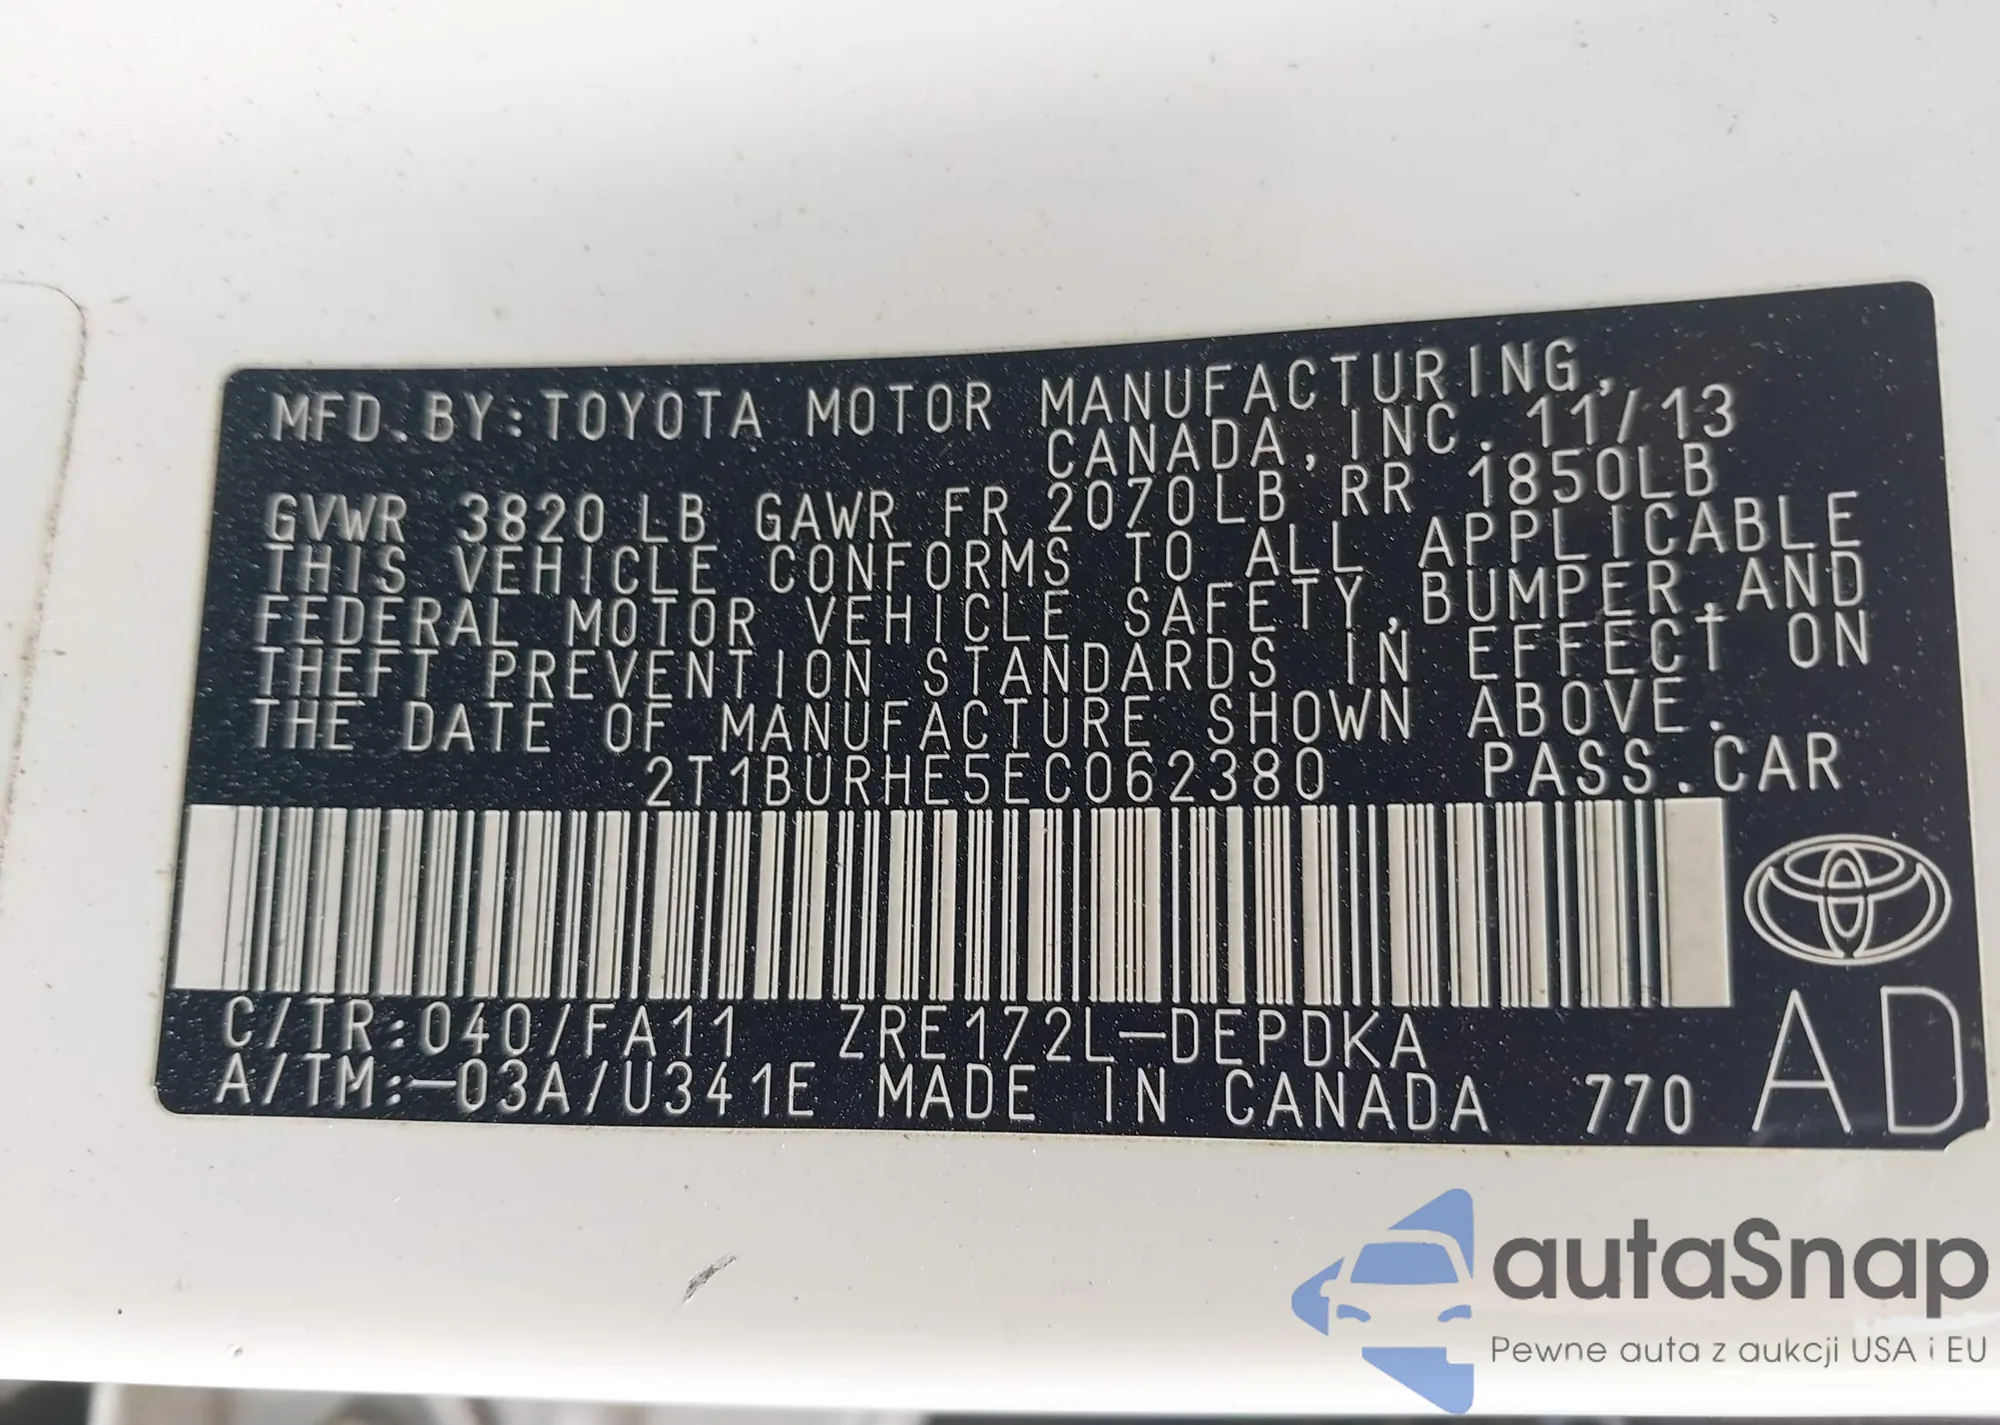 MFD. BY: TOYOTA MOTOR MANUFACTURING,
CANADA, INC. 11/13
GVWR 3820 LB GAWR FR 2070LB RR 1850LB
THIS VEHICLE CONFORMS TO ALL APPLICABLE
FEDERAL MOTOR VEHICLE SAFETY, BUMPER, AND
THEFT PREVENTION STANDARDS IN EFFECT ON
THE DATE OF MANUFACTURE SHOWN ABOVE.
2T1BURHE5EC062380 PASS. CAR
C/TR:040/FA11 ZRE172L-DEPDKA
A/TM:-03A/U341E MADE IN CANADA 770
AD
autaSnap
Pewne auta z aukcji USA i EU